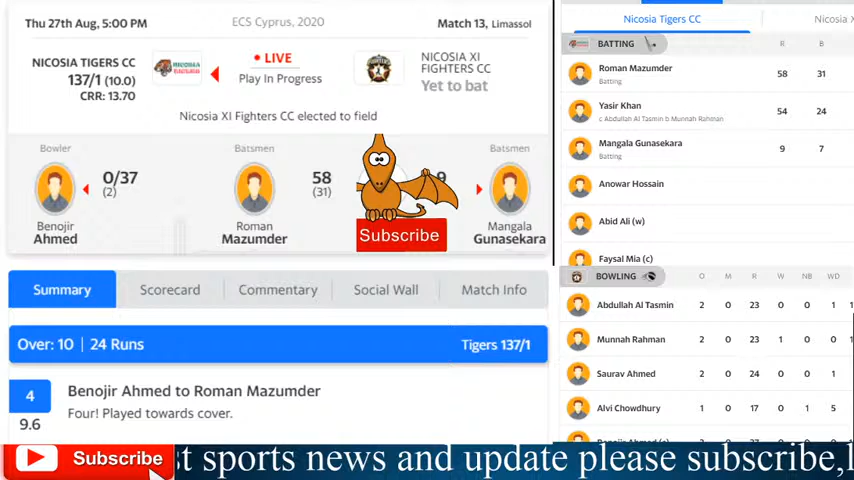 Thu 27th Aug, 5:00 PM
ECS Cyprus, 2020
Match 13, Limassol
NICOSIA TIGERS CC
137/1 (10.0)
CRR: 13.70
LIVE
Play In Progress
NICOSIA XI
FIGHTERS CC
Yet to bat
Nicosia XI Fighters CC elected to field
Bowler
0/37
(2)
Benojir
Ahmed
Batsmen
58
(31)
Roman
Mazumder
Batsmen
9
Mangala
Gunasekara
Subscribe
Summary
Scorecard
Commentary
Social Wall
Match Info
Over: 10 | 24 Runs
Tigers 137/1
4
9.6
Benojir Ahmed to Roman Mazumder
Four! Played towards cover.
Nicosia Tigers CC
Nicosia X
BATTING R B
Roman Mazumder 58 31
Batting
Yasir Khan 54 24
c Abdullah Al Tasmin b Munnah Rahman
Mangala Gunasekara 9 7
Batting
Anowar Hossain
Abid Ali (w)
Faysal Mia (c)
BOWLING O M R W NB WD
Abdullah Al Tasmin 2 0 23 0 0 1
Munnah Rahman 2 0 23 1 0 0
Saurav Ahmed 2 0 24 0 0 1
Alvi Chowdhury 1 0 17 0 1 5
Subscribe
st sports news and update please subscribe,l